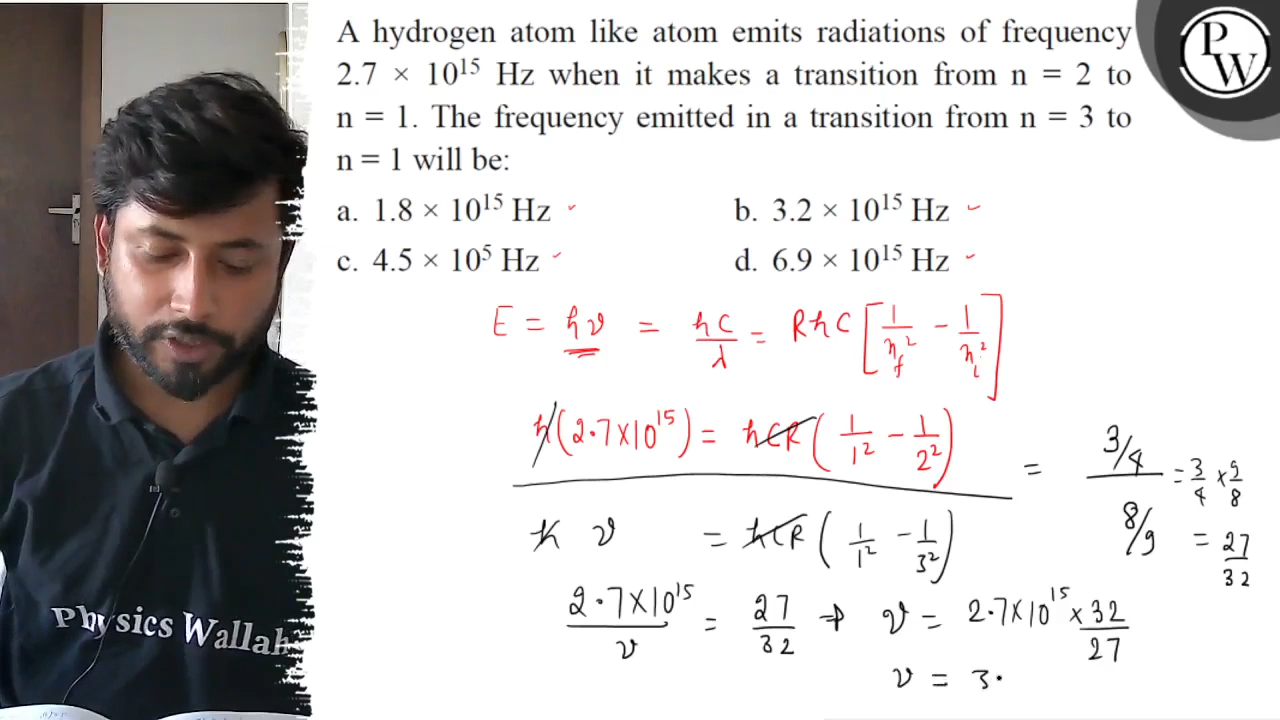 A hydrogen atom like atom emits radiations of frequency
2.7 × 10¹⁵ Hz when it makes a transition from n = 2 to
n = 1. The frequency emitted in a transition from n = 3 to
n = 1 will be:
a. 1.8 × 10¹⁵ Hz
b. 3.2 × 10¹⁵ Hz
c. 4.5 × 10⁵ Hz
d. 6.9 × 10¹⁵ Hz
E = hν = hC/λ = RhC [1/n_f² − 1/n_i²]
h(2.7×10¹⁵) = hCR (1/1² − 1/2²)
h ν = hCR (1/1² − 1/3²)
= 3/4 / 8/9 = 3/4 × 9/8
= 27/32
2.7×10¹⁵/ν = 27/32 ⇒ ν = 2.7×10¹⁵ × 32/27
ν = 3.
PW
Physics Wallah